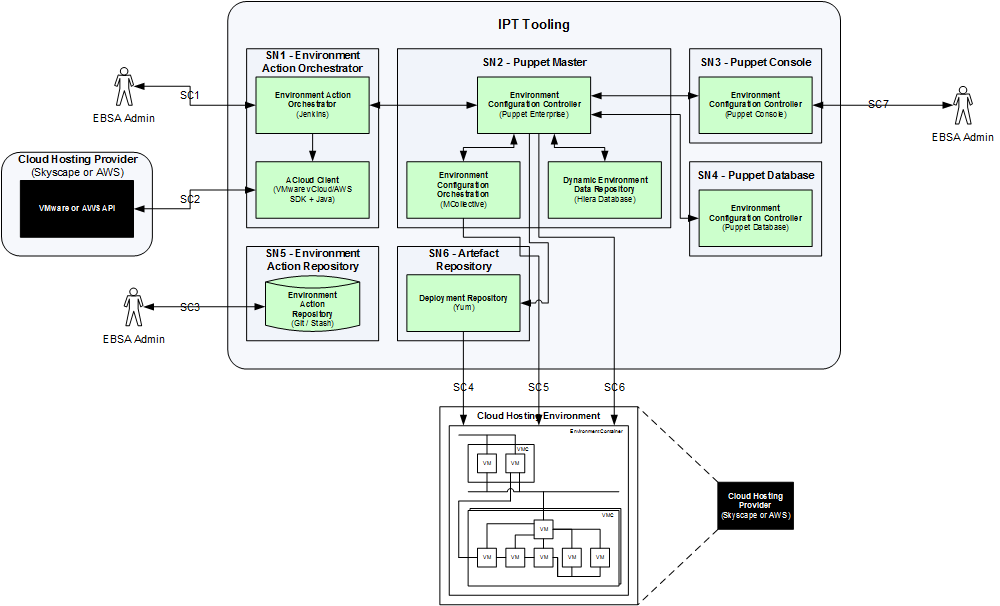 IPT Tooling
SN1 - Environment
Action Orchestrator
Environment Action
Orchestrator
(Jenkins)
ACloud Client
(VMware vCloud/AWS
SDK + Java)
SN2 - Puppet Master
Environment
Configuration Controller
(Puppet Enterprise)
Environment
Configuration
Orchestration
(MCollective)
Dynamic Environment
Data Repository
(Hiera Database)
SN3 - Puppet Console
Environment
Configuration Controller
(Puppet Console)
SN4 - Puppet Database
Environment
Configuration Controller
(Puppet Database)
SN5 - Environment
Action Repository
Environment
Action
Repository
(Git / Stash)
SN6 - Artefact
Repository
Deployment Repository
(Yum)
SC1
EBSA Admin
Cloud Hosting Provider
(Skyscape or AWS)
VMware or AWS API
SC2
SC3
EBSA Admin
SC7
EBSA Admin
SC4
SC5
SC6
Cloud Hosting Environment
Environment Container
VMC
VM
VM
VMC
VM
VM
VM
VM
VM
VM
Cloud Hosting
Provider
(Skyscape or AWS)